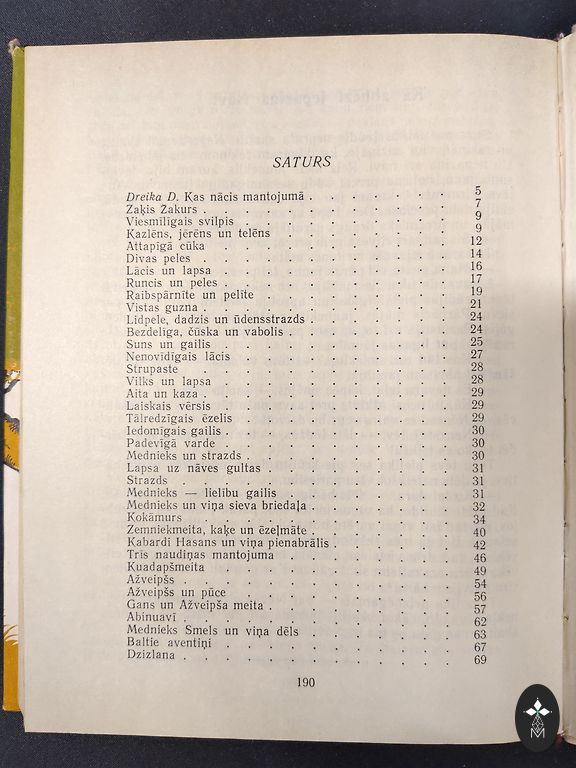 SATURS
Dreika D. Kas nācis mantojumā . . . . . . . 5
Zaķis Zakurs . . . . . . . . . . . 7
Viesmīlīgais svilpis . . . . . . . . . . 9
Kazlēns, jērēns un telēns . . . . . . . . 9
Attapīgā cūka . . . . . . . . . . . 12
Divas peles . . . . . . . . . . . . 14
Lācis un lapsa . . . . . . . . . . . 16
Runcis un peles . . . . . . . . . . . 17
Raibspārnīte un pelīte . . . . . . . . . 19
Vistas guzna . . . . . . . . . . . 21
Lidpele, dadzis un ūdensstrazds . . . . . . . 24
Bezdelīga, čūska un vabolis . . . . . . . . 24
Suns un gailis . . . . . . . . . . . 25
Nenovīdīgais lācis . . . . . . . . . . 27
Strupaste . . . . . . . . . . . . 28
Vilks un lapsa . . . . . . . . . . . 28
Aita un kaza . . . . . . . . . . . 29
Laiskais vērsis . . . . . . . . . . . 29
Tālredzīgais ēzelis . . . . . . . . . . 29
Iedomīgais gailis . . . . . . . . . . 30
Padevīgā varde . . . . . . . . . . . 30
Mednieks un strazds . . . . . . . . . 30
Lapsa uz nāves gultas . . . . . . . . . 31
Strazds . . . . . . . . . . . . . 31
Mednieks — lielību gailis . . . . . . . . 31
Mednieks un viņa sieva briedaļa . . . . . . . 32
Kokāmurs . . . . . . . . . . . . 34
Zemniekmeita, kaķe un ēzeļmāte . . . . . . . 40
Kabardi Hasans un viņa pienabrālis . . . . . . 42
Trīs naudiņas mantojuma . . . . . . . . 46
Kuadapšmeita . . . . . . . . . . . 49
Ažveipšs . . . . . . . . . . . . 54
Ažveipšs un pūce . . . . . . . . . . 56
Gans un Ažveipša meita . . . . . . . . . 57
Abinuavī . . . . . . . . . . . . 62
Mednieks Smels un viņa dēls . . . . . . . 63
Baltie aventiņi . . . . . . . . . . . 67
Dzizlana . . . . . . . . . . . . 69
190